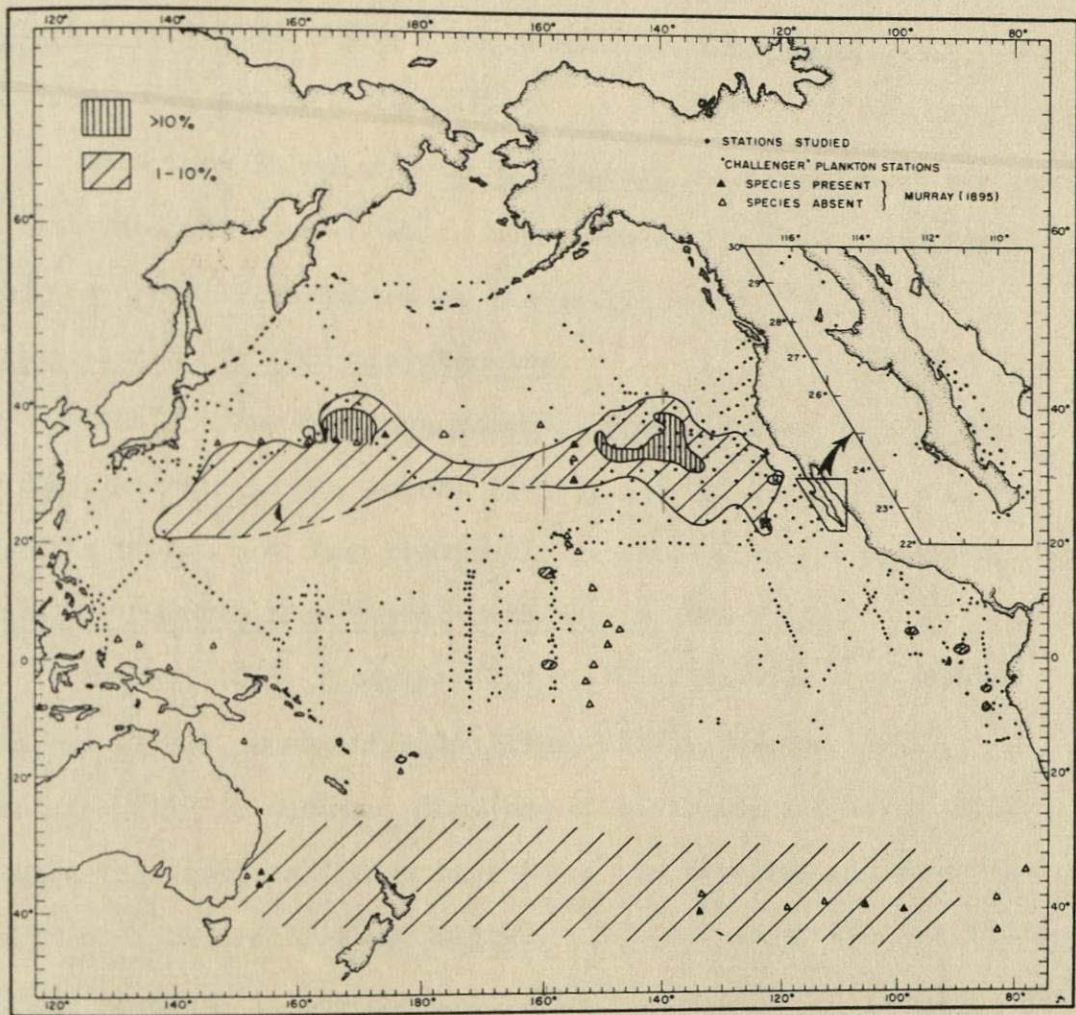 120° 140° 160° 180° 160° 140° 120° 100° 80°
>10%
1-10%
• STATIONS STUDIED
"CHALLENGER" PLANKTON STATIONS
▲ SPECIES PRESENT } MURRAY (1895)
△ SPECIES ABSENT
60° 60°
116° 114° 112° 110°
30
29°
28°
27°
26°
24°
23°
22°
40° 40°
20° 20°
0 0
20° 20°
40° 40°
120° 140° 160° 180° 160° 140° 120° 100° 80°